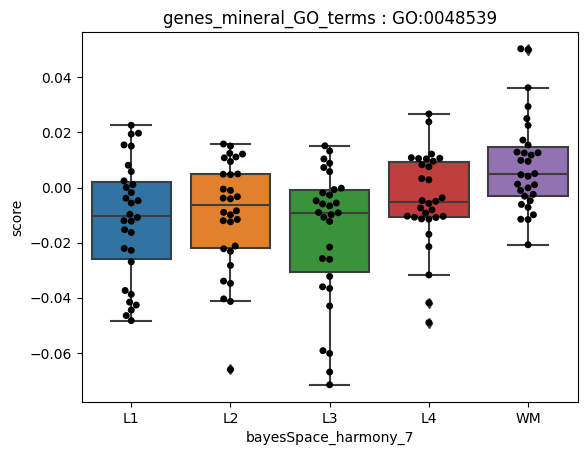 genes_mineral_GO_terms : GO:0048539
score
0.04
0.02
0.00
−0.02
−0.04
−0.06
L1 L2 L3 L4 WM
bayesSpace_harmony_7